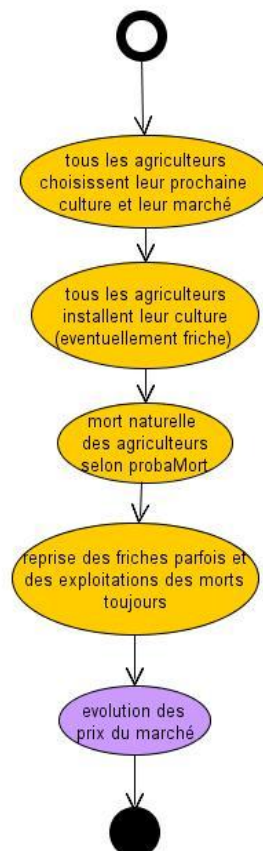 tous les agriculteurs
choisissent leur prochaine
culture et leur marché
tous les agriculteurs
installent leur culture
(eventuellement friche)
mort naturelle
des agriculteurs
selon probaMort
reprise des friches parfois et
des exploitations des morts
toujours
evolution des
prix du marché